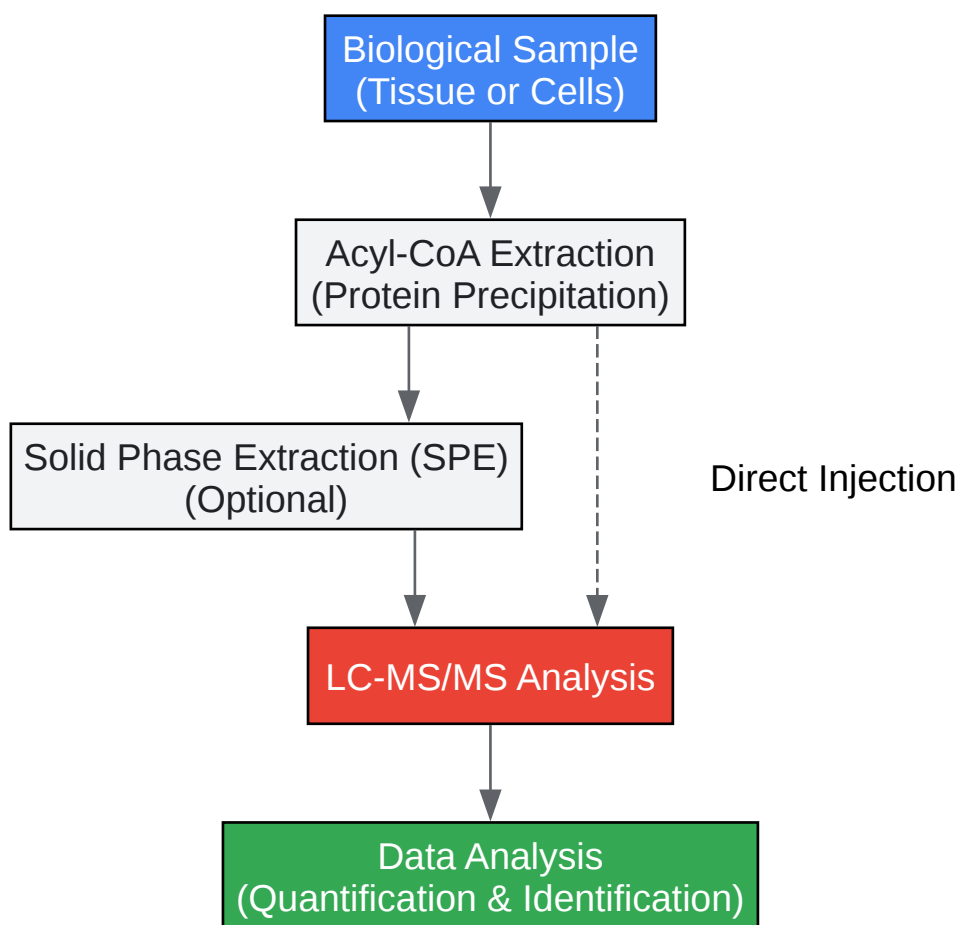 Biological Sample
(Tissue or Cells)
Acyl-CoA Extraction
(Protein Precipitation)
Solid Phase Extraction (SPE)
(Optional)
Direct Injection
LC-MS/MS Analysis
Data Analysis
(Quantification & Identification)